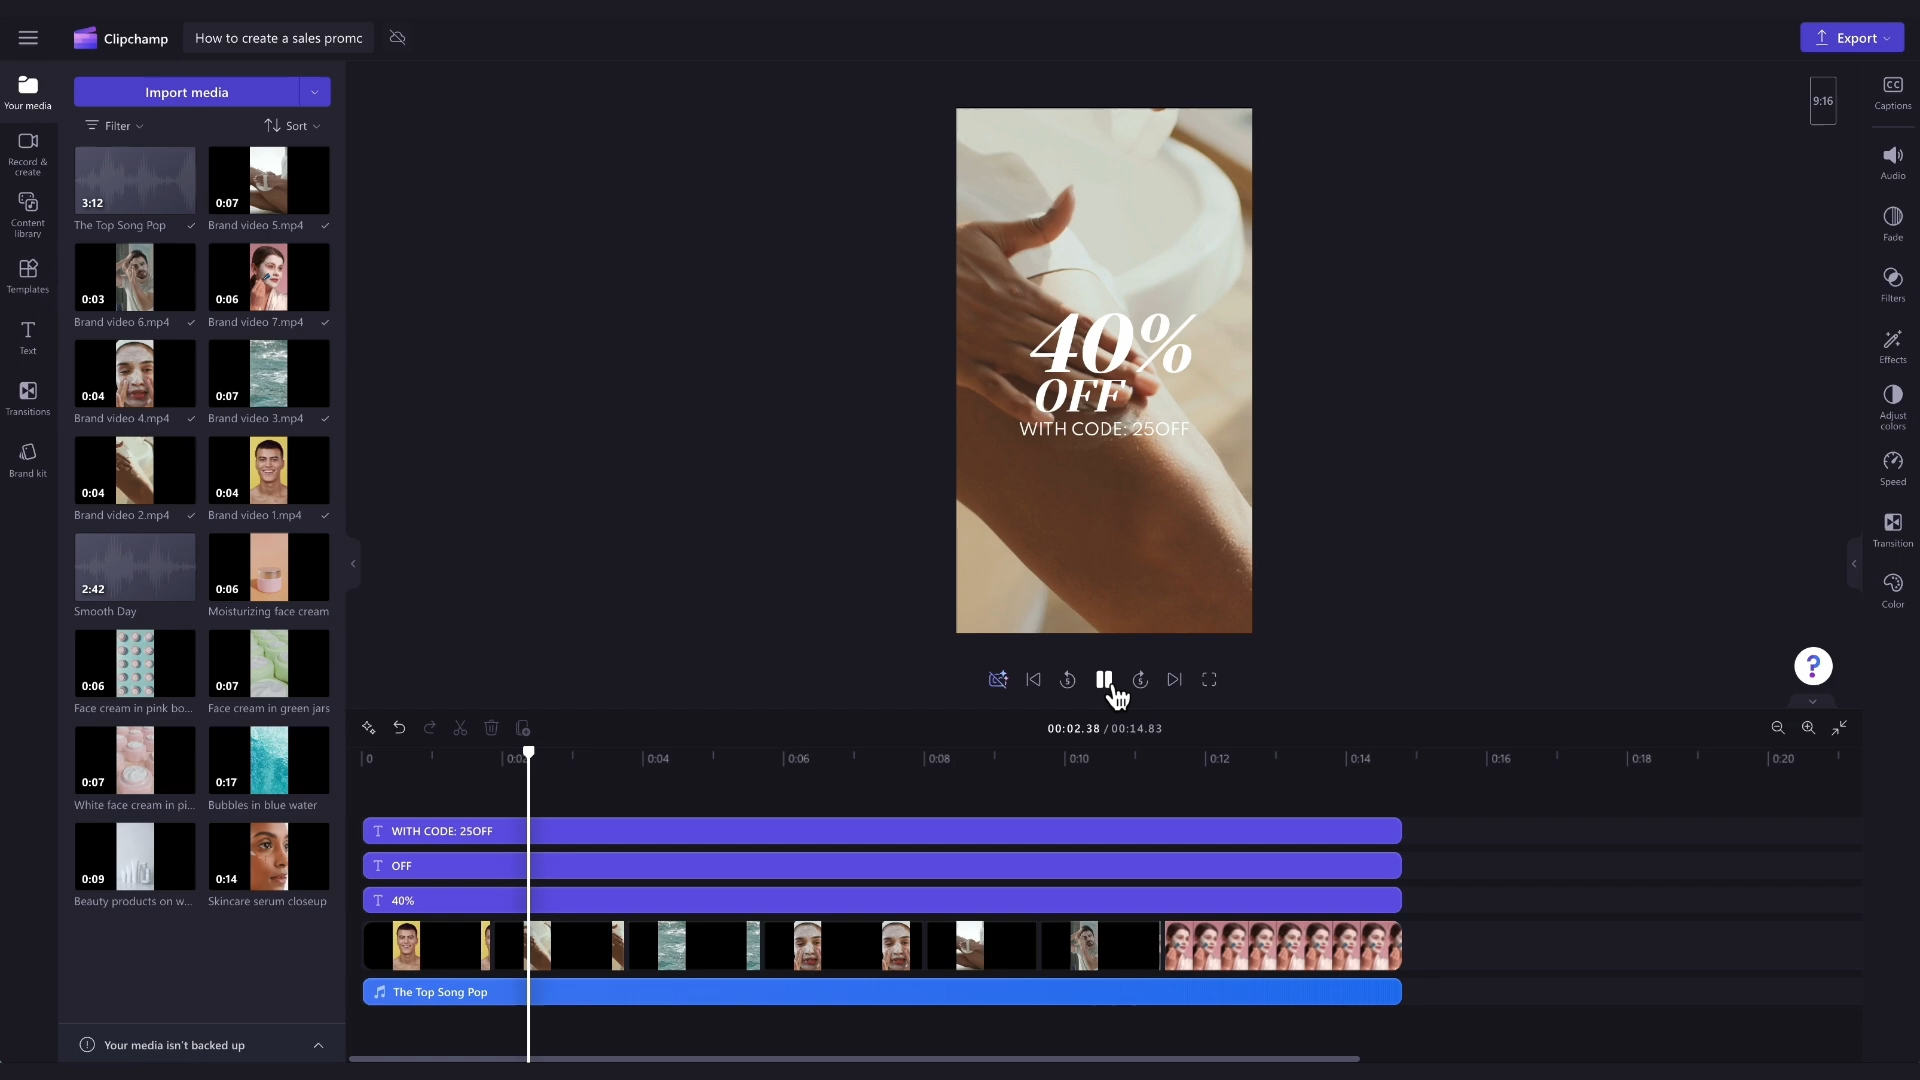 Clipchamp
How to create a sales promc
Export
Your media
Record & create
Content library
Templates
Text
Transitions
Brand kit
Import media
Filter
Sort
3:12
The Top Song Pop
0:07
Brand video 5.mp4
0:03
Brand video 6.mp4
0:06
Brand video 7.mp4
0:04
Brand video 4.mp4
0:07
Brand video 3.mp4
0:04
Brand video 2.mp4
0:04
Brand video 1.mp4
2:42
Smooth Day
0:06
Moisturizing face cream
0:06
Face cream in pink bo...
0:07
Face cream in green jars
0:07
White face cream in pi...
0:17
Bubbles in blue water
0:09
Beauty products on w...
0:14
Skincare serum closeup
Your media isn't backed up
40%
OFF
WITH CODE: 25OFF
9:16
CC
Captions
Audio
Fade
Filters
Effects
Adjust colors
Speed
Transition
Color
?
5
5
00:02.38 / 00:14.83
0
0:02
0:04
0:06
0:08
0:10
0:12
0:14
0:16
0:18
0:20
T WITH CODE: 25OFF
T OFF
T 40%
The Top Song Pop